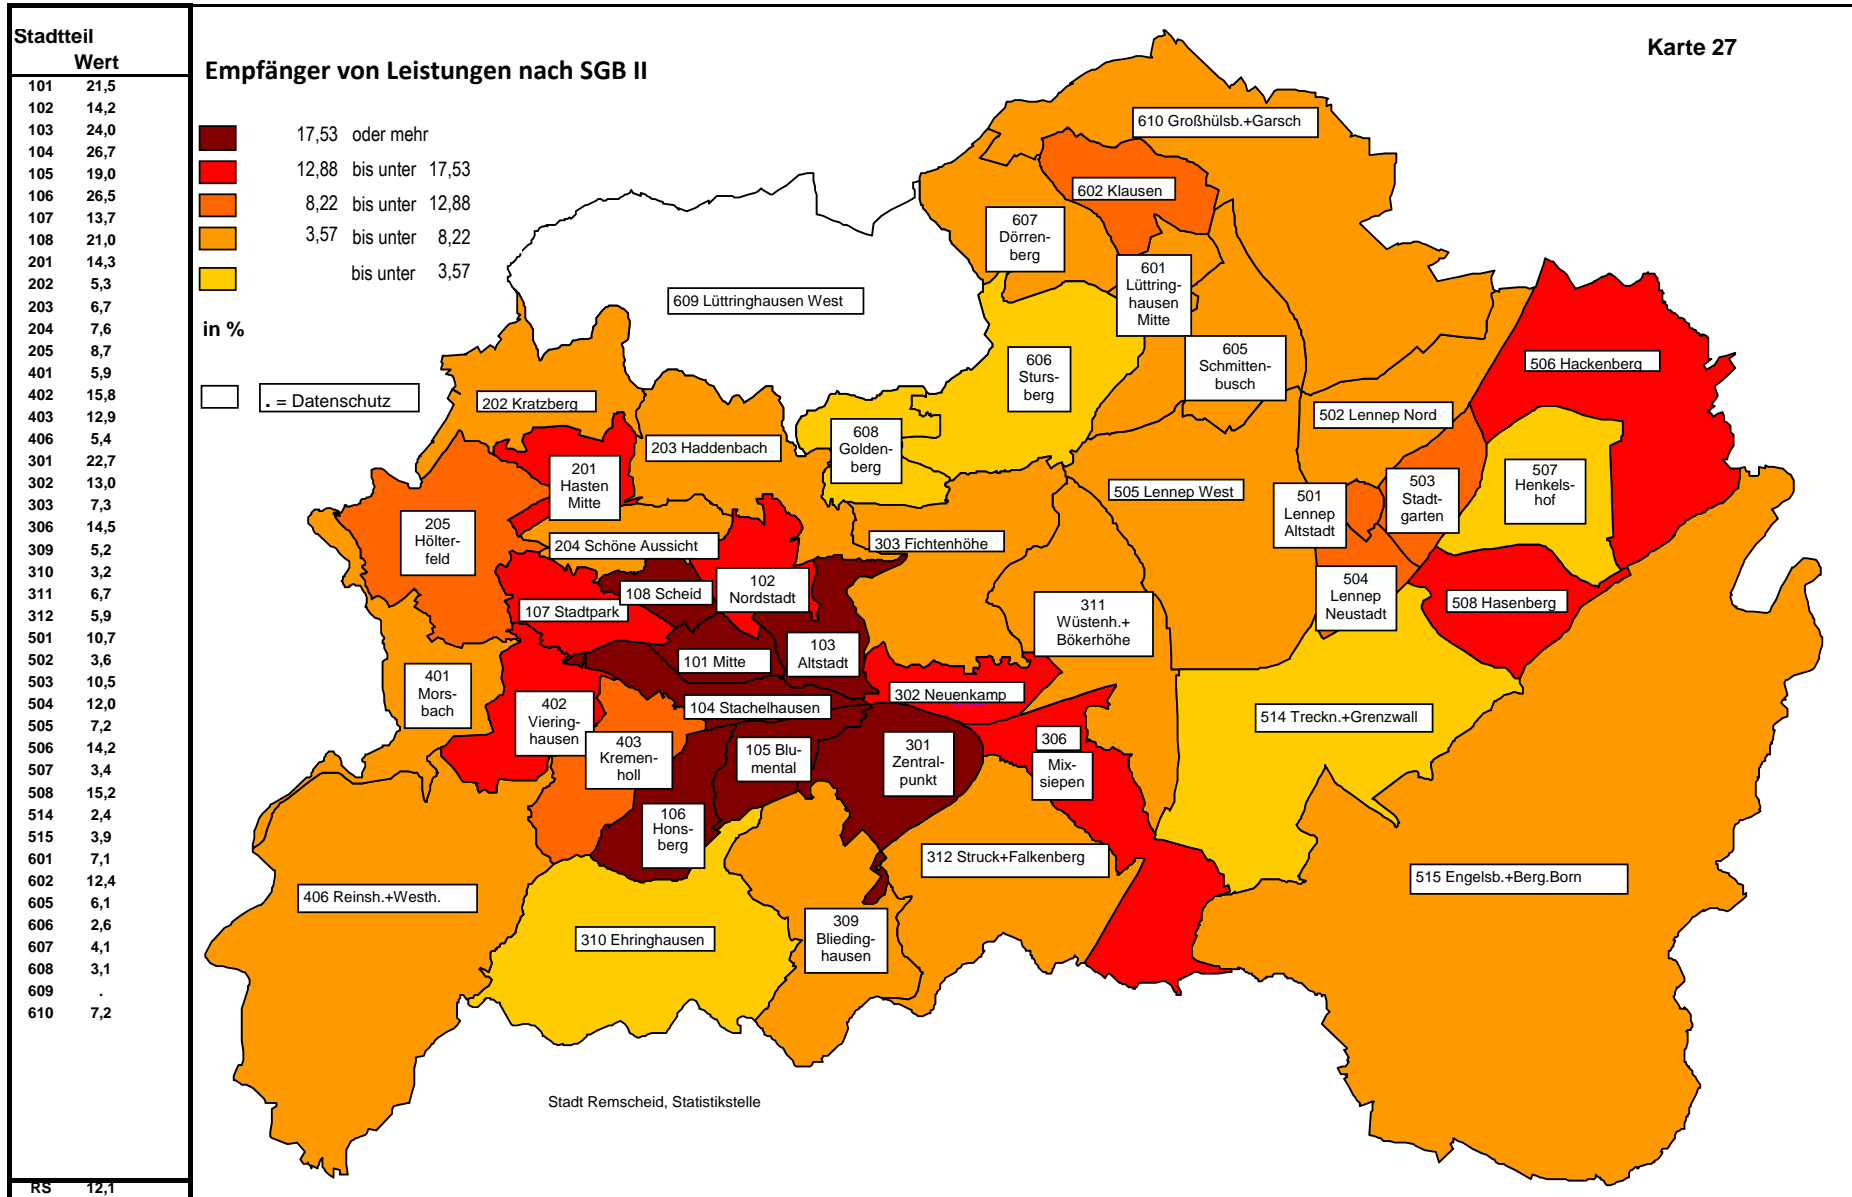 Stadtteil
Wert
101 21,5
102 14,2
103 24,0
104 26,7
105 19,0
106 26,5
107 13,7
108 21,0
201 14,3
202 5,3
203 6,7
204 7,6
205 8,7
401 5,9
402 15,8
403 12,9
406 5,4
301 22,7
302 13,0
303 7,3
306 14,5
309 5,2
310 3,2
311 6,7
312 5,9
501 10,7
502 3,6
503 10,5
504 12,0
505 7,2
506 14,2
507 3,4
508 15,2
514 2,4
515 3,9
601 7,1
602 12,4
605 6,1
606 2,6
607 4,1
608 3,1
609 .
610 7,2
RS 12,1
Empfänger von Leistungen nach SGB II
Karte 27
17,53 oder mehr
12,88 bis unter 17,53
8,22 bis unter 12,88
3,57 bis unter 8,22
bis unter 3,57
in %
. = Datenschutz
610 Großhülsb.+Garsch
602 Klausen
607
Dörren-
berg
601
Lüttring-
hausen
Mitte
609 Lüttringhausen West
606
Sturs-
berg
605
Schmitten-
busch
506 Hackenberg
202 Kratzberg
502 Lennep Nord
203 Haddenbach
608
Golden-
berg
201
Hasten
Mitte
505 Lennep West
501
Lennep
Altstadt
503
Stadt-
garten
507
Henkels-
hof
205
Hölter-
feld
204 Schöne Aussicht
303 Fichtenhöhe
108 Scheid
102
Nordstadt
107 Stadtpark
311
Wüstenh.+
Bökerhöhe
504
Lennep
Neustadt
508 Hasenberg
101 Mitte
103
Altstadt
401
Mors-
bach
302 Neuenkamp
402
Viering-
hausen
104 Stachelhausen
514 Treckn.+Grenzwall
403
Kremen-
holl
105 Blu-
mental
301
Zentral-
punkt
306
Mix-
siepen
106
Hons-
berg
312 Struck+Falkenberg
515 Engelsb.+Berg.Born
406 Reinsh.+Westh.
310 Ehringhausen
309
Blieding-
hausen
Stadt Remscheid, Statistikstelle